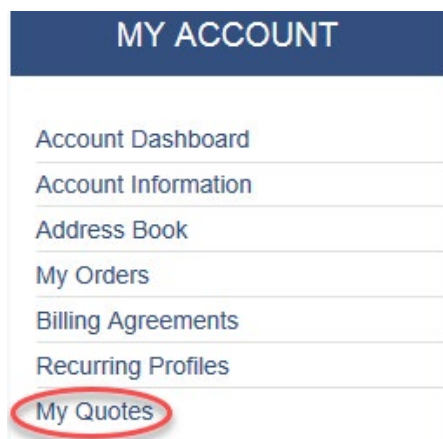 MY ACCOUNT
Account Dashboard
Account Information
Address Book
My Orders
Billing Agreements
Recurring Profiles
My Quotes